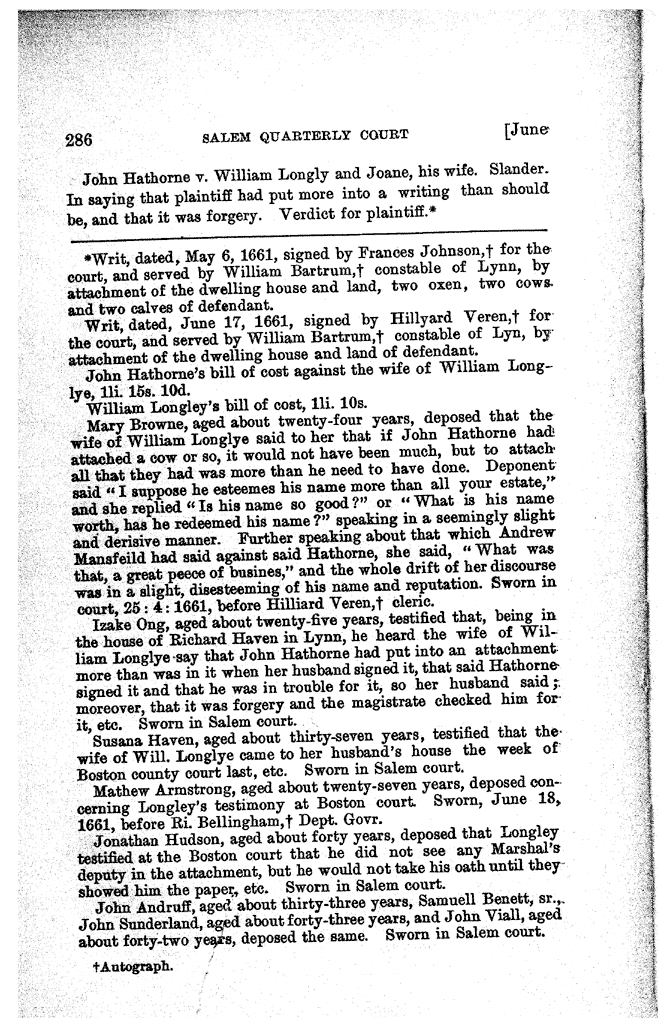 286 SALEM QUARTERLY COURT [June
John Hathorne v. William Longly and Joane, his wife. Slander.
In saying that plaintiff had put more into a writing than should
be, and that it was forgery. Verdict for plaintiff.*
*Writ, dated, May 6, 1661, signed by Frances Johnson,† for the
court, and served by William Bartrum,† constable of Lynn, by
attachment of the dwelling house and land, two oxen, two cows
and two calves of defendant.
Writ, dated, June 17, 1661, signed by Hillyard Veren,† for
the court, and served by William Bartrum,† constable of Lyn, by
attachment of the dwelling house and land of defendant.
John Hathorne's bill of cost against the wife of William Long-
lye, 1li. 15s. 10d.
William Longley's bill of cost, 1li. 10s.
Mary Browne, aged about twenty-four years, deposed that the
wife of William Longlye said to her that if John Hathorne had
attached a cow or so, it would not have been much, but to attach
all that they had was more than he need to have done. Deponent
said "I suppose he esteemes his name more than all your estate,"
and she replied "Is his name so good?" or "What is his name
worth, has he redeemed his name?" speaking in a seemingly slight
and derisive manner. Further speaking about that which Andrew
Mansfeild had said against said Hathorne, she said, "What was
that, a great peece of busines," and the whole drift of her discourse
was in a slight, disesteeming of his name and reputation. Sworn in
court, 25 : 4 : 1661, before Hilliard Veren,† cleric.
Izake Ong, aged about twenty-five years, testified that, being in
the house of Richard Haven in Lynn, he heard the wife of Wil-
liam Longlye say that John Hathorne had put into an attachment
more than was in it when her husband signed it, that said Hathorne
signed it and that he was in trouble for it, so her husband said;
moreover, that it was forgery and the magistrate checked him for
it, etc. Sworn in Salem court.
Susana Haven, aged about thirty-seven years, testified that the
wife of Will. Longlye came to her husband's house the week of
Boston county court last, etc. Sworn in Salem court.
Mathew Armstrong, aged about twenty-seven years, deposed con-
cerning Longley's testimony at Boston court. Sworn, June 18,
1661, before Ri. Bellingham,† Dept. Govr.
Jonathan Hudson, aged about forty years, deposed that Longley
testified at the Boston court that he did not see any Marshal's
deputy in the attachment, but he would not take his oath until they
showed him the paper, etc. Sworn in Salem court.
John Andruff, aged about thirty-three years, Samuell Benett, sr.,
John Sunderland, aged about forty-three years, and John Viall, aged
about forty-two years, deposed the same. Sworn in Salem court.
†Autograph.